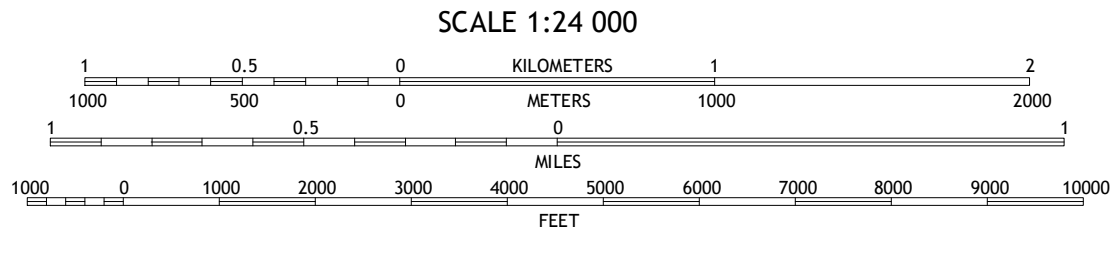 SCALE 1:24 000
1 0.5 0 KILOMETERS 1 2
1000 500 0 METERS 1000 2000
1 0.5 0 1
MILES
1000 0 1000 2000 3000 4000 5000 6000 7000 8000 9000 10000
FEET